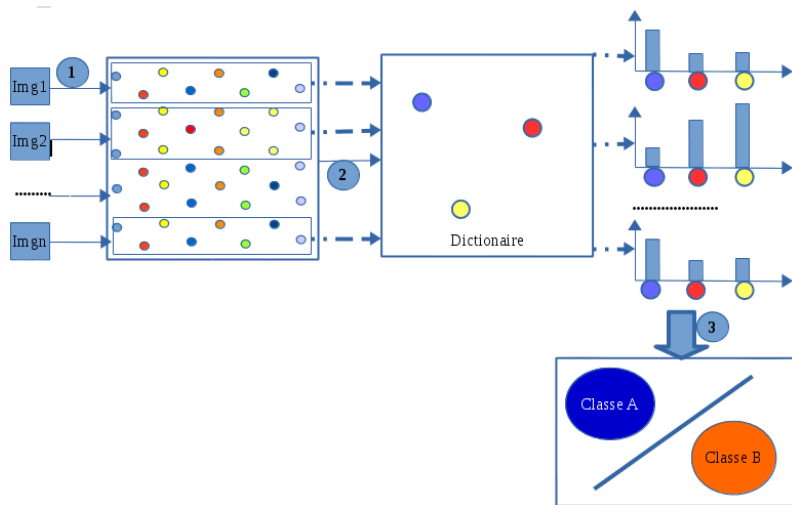 Img1
1
Img2
2
........
Imgn
Dictionaire
.....................
3
Classe A
Classe B